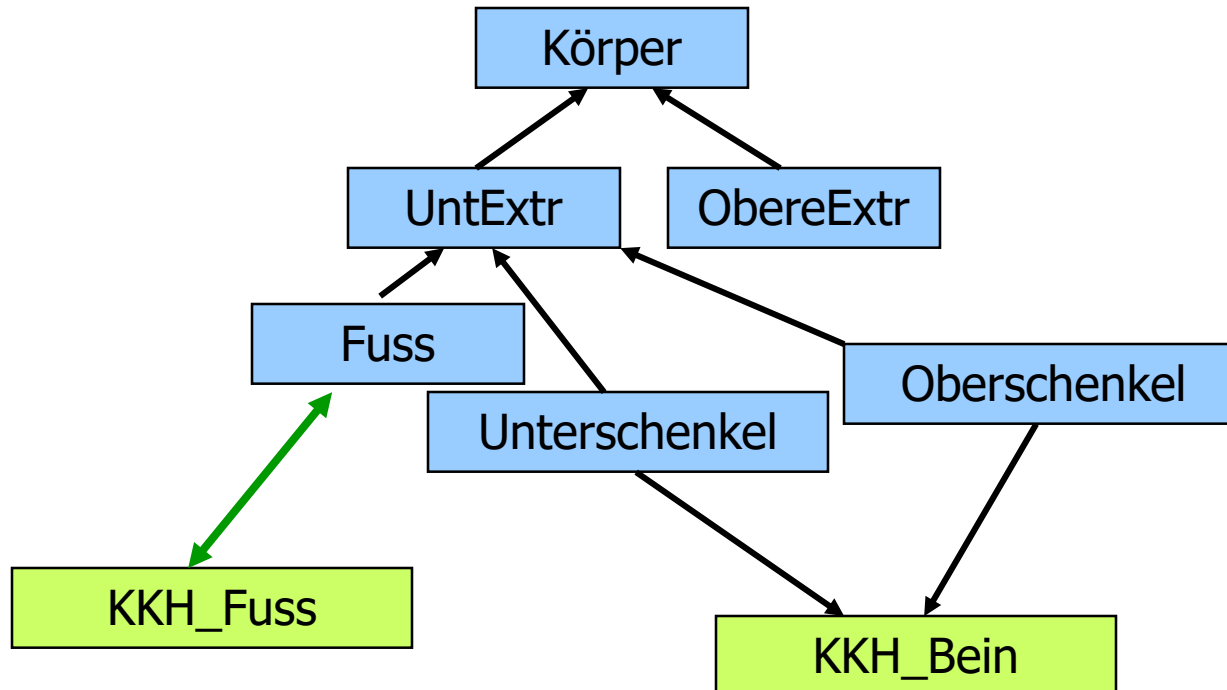 Körper
UntExtr
ObereExtr
Fuss
Oberschenkel
Unterschenkel
KKH_Fuss
KKH_Bein